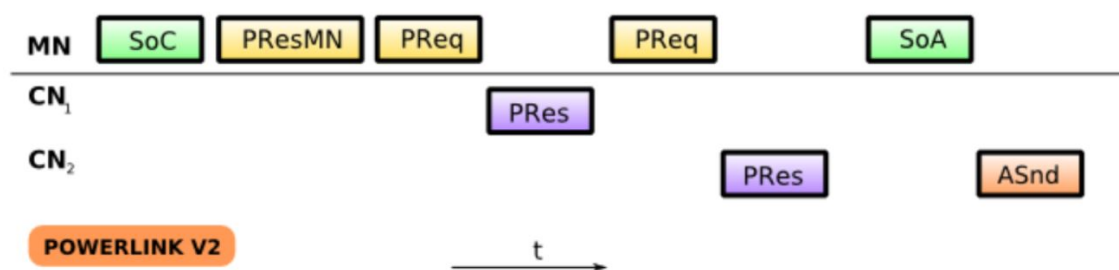 MN SoC PResMN PReq PReq SoA
CN₁ PRes
CN₂ PRes ASnd
POWERLINK V2 t